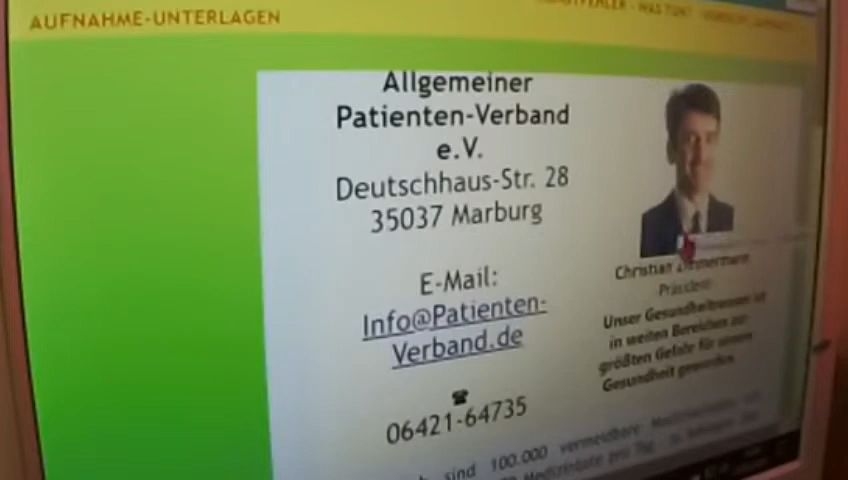 AUFNAHME-UNTERLAGEN
Allgemeiner
Patienten-Verband
e.V.
Deutschhaus-Str. 28
35037 Marburg
E-Mail:
Info@Patienten-
Verband.de
☎
06421-64735
Christian Zimmermann
Präsident
Unser Gesundheitswesen ist
in weiten Bereichen zur
größten Gefahr für unsere
Gesundheit geworden.
sind 100.000 vermeidbare